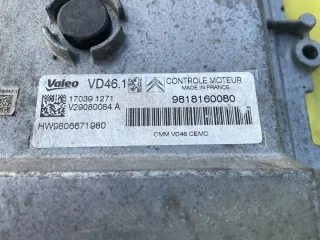 Valeo VD46.1 CONTROLE MOTEUR
MADE IN FRANCE
17039 1271
V29080084 A
9818160080
HW9806671980
CMM VD46 CEMO